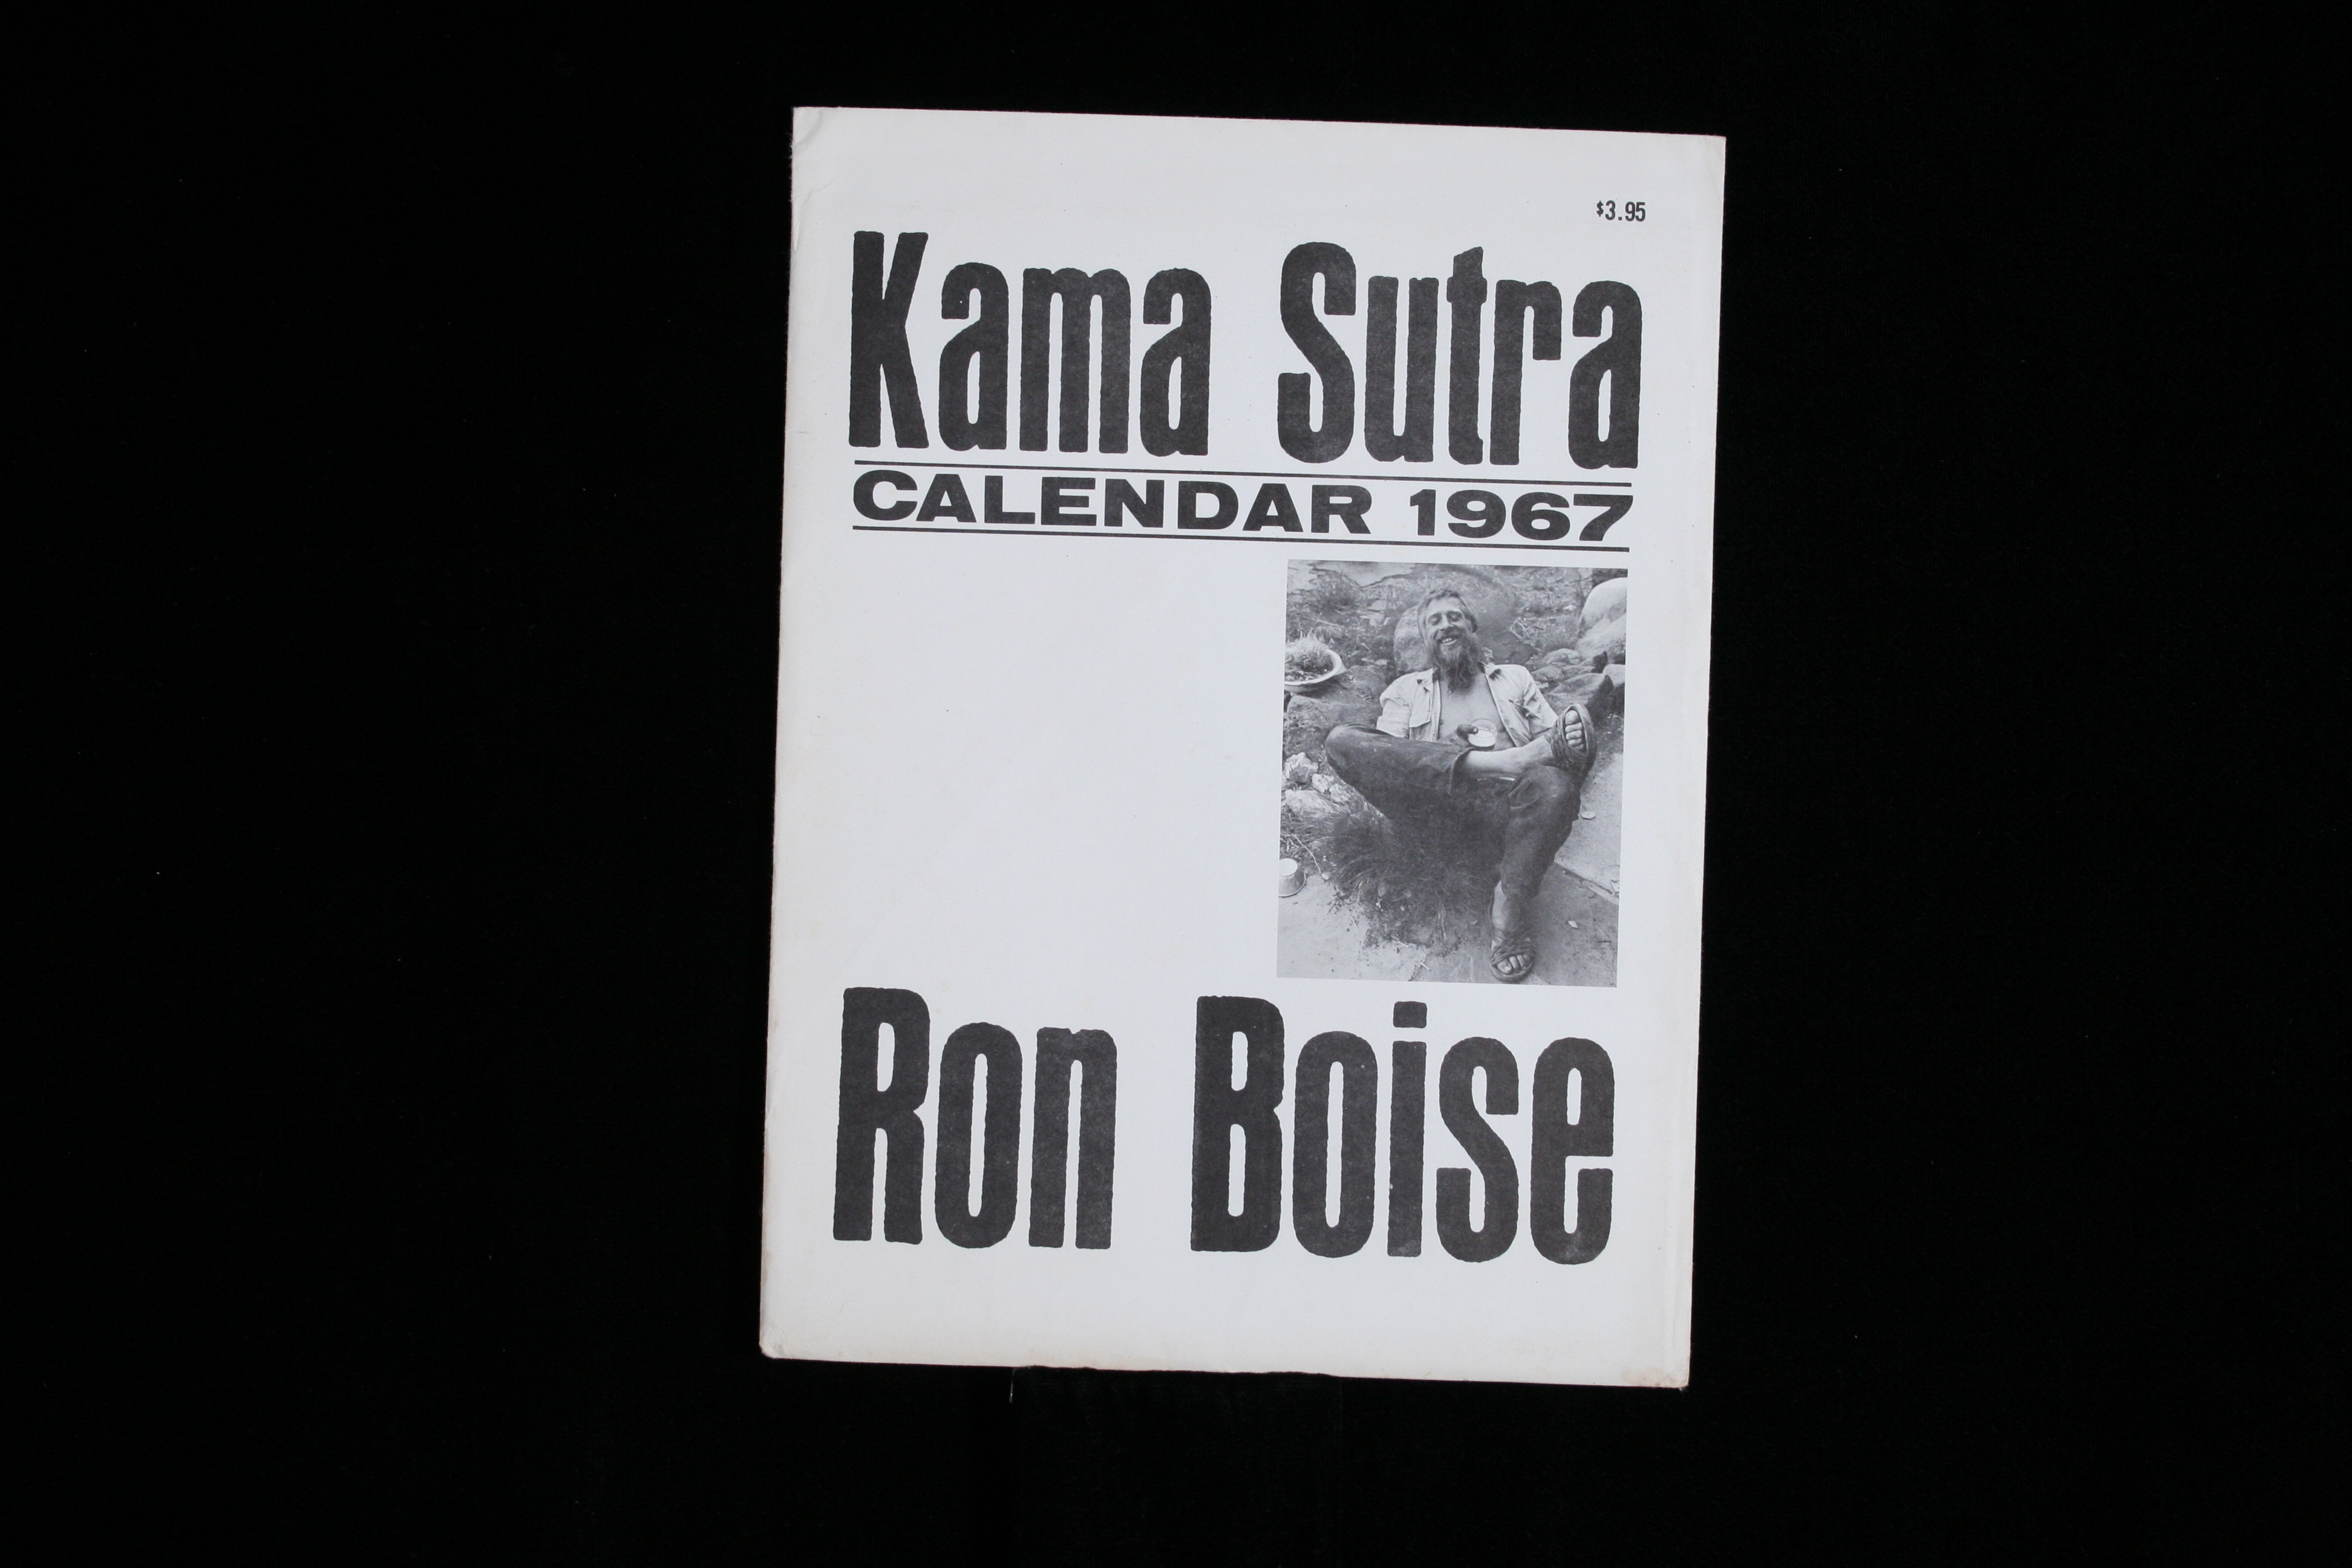 $3.95
Kama Sutra
CALENDAR 1967
Ron Boise